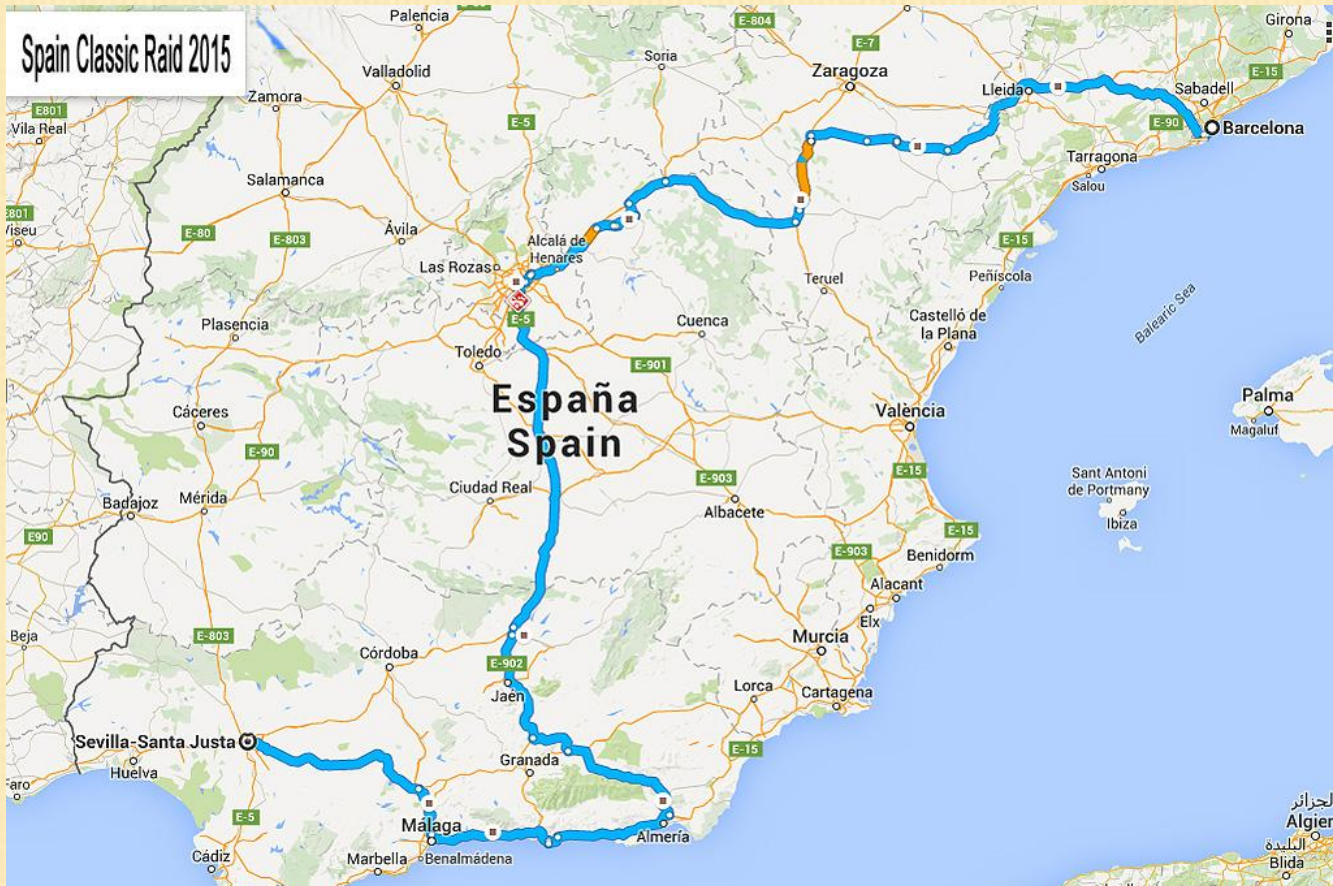 Spain Classic Raid 2015
Palencia
E-804
Girona
E-7
Soria
Valladolid
Zaragoza
E-15
Lleida
Sabadell
Zamora
E801
Vila Real
E-5
E-90
Barcelona
Tarragona
Salou
Salamanca
E801
Viseu
E-80
E-803
Ávila
Alcalá de
Henares
Las Rozas
E-15
Peñíscola
Teruel
Balearic Sea
Plasencia
E-5
Cuenca
Castelló de
la Plana
Toledo
E-901
España
Spain
Palma
Magaluf
Cáceres
València
E-90
E-15
Sant Antoni
de Portmany
Ibiza
Ciudad Real
E-903
Albacete
Badajoz
Mérida
E90
E-15
E-903
Benidorm
Alacant
Elx
Beja
E-803
Murcia
Córdoba
E-902
Jaén
Lorca
Cartagena
Sevilla-Santa Justa
E-15
Huelva
Granada
Faro
E-5
Málaga
Almería
Cádiz
Marbella
Benalmádena
الجزائر
Algier
البليدة
Blida